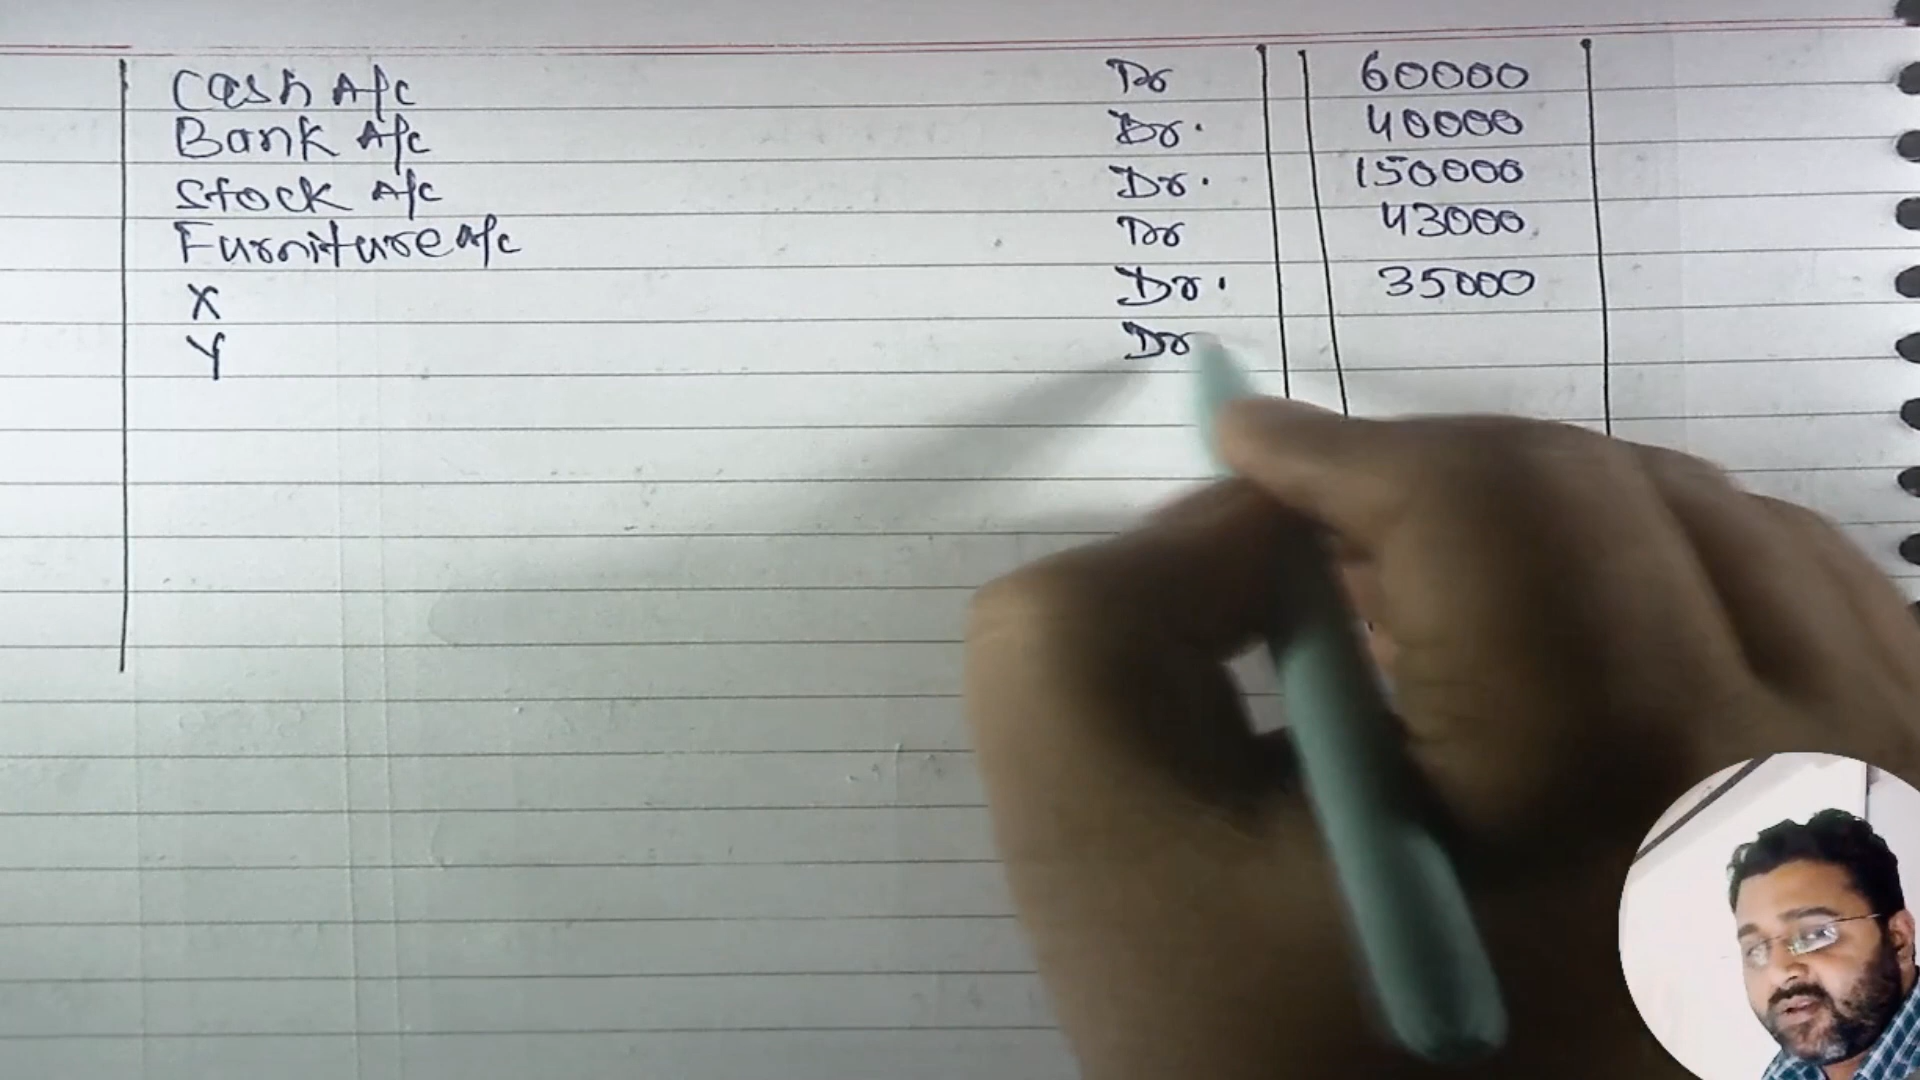 Cash A/c Dr 60000
Bank A/c Dr. 40000
Stock A/c Dr. 150000
Furniture A/c Dr 43000
X Dr. 35000
Y Dr